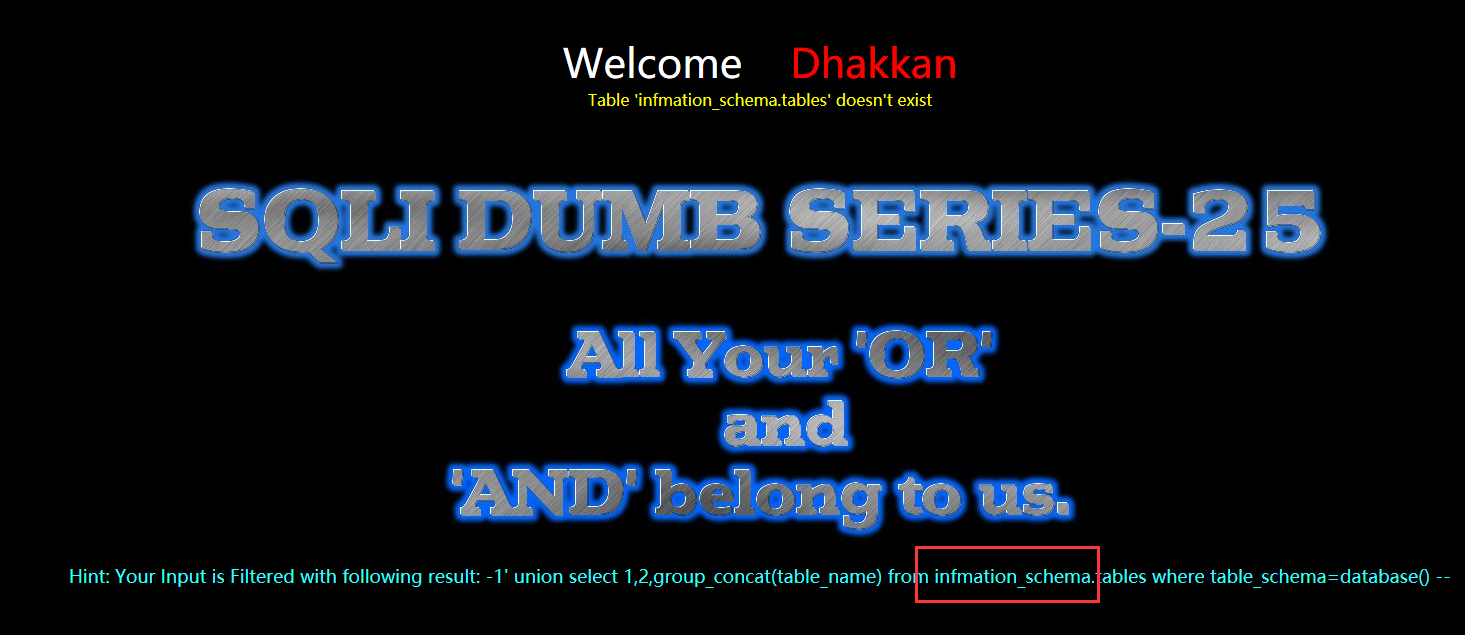 Welcome Dhakkan
Table 'infmation_schema.tables' doesn't exist
SQLI DUMB SERIES-25
All Your 'OR'
and
'AND' belong to us.
Hint: Your Input is Filtered with following result: -1' union select 1,2,group_concat(table_name) from infmation_schema.tables where table_schema=database() --